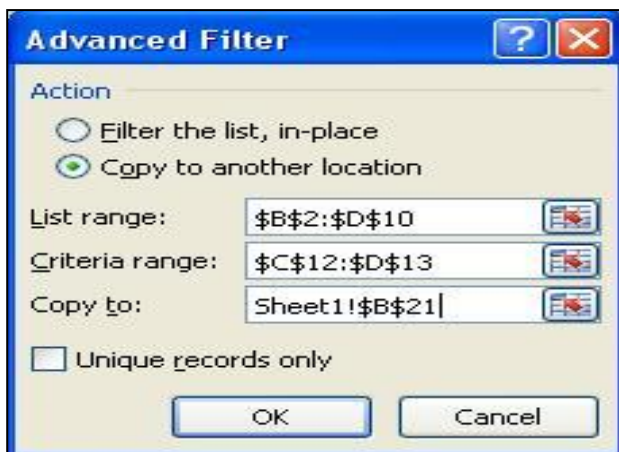 Advanced Filter
Action
Filter the list, in-place
Copy to another location
List range: $B$2:$D$10
Criteria range: $C$12:$D$13
Copy to: Sheet1!$B$21
Unique records only
OK Cancel